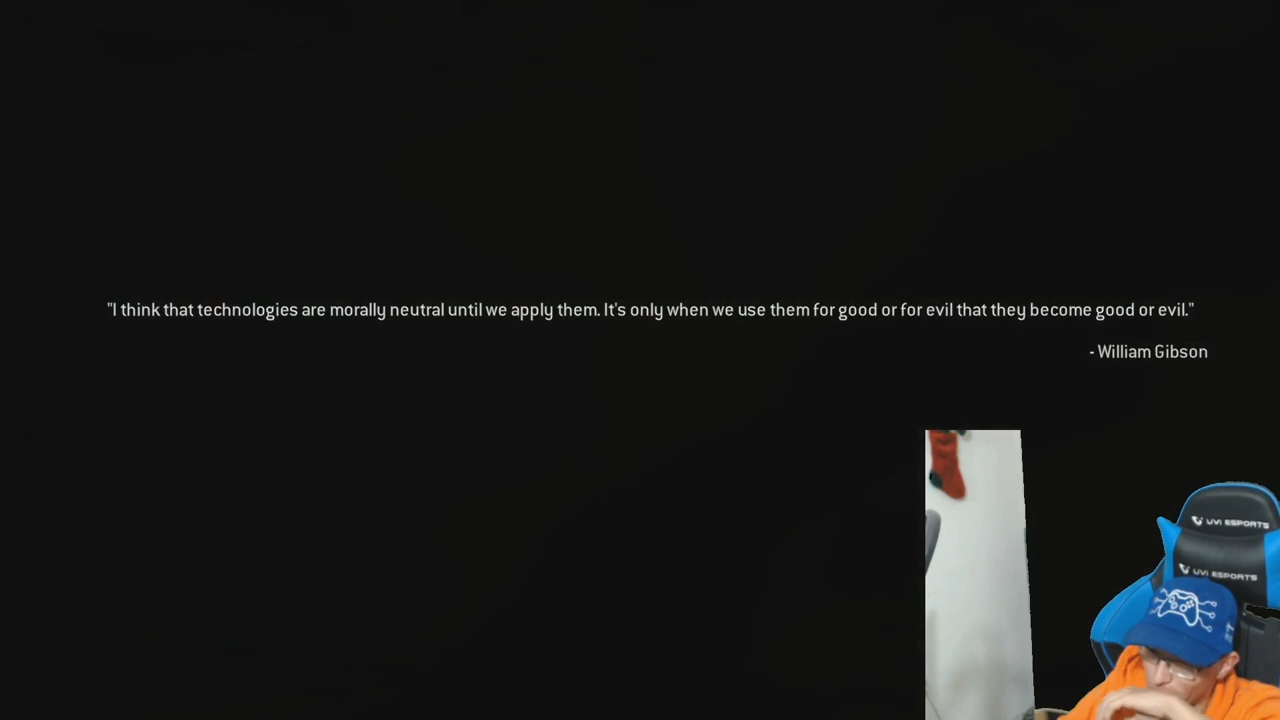 "I think that technologies are morally neutral until we apply them. It's only when we use them for good or for evil that they become good or evil."
- William Gibson
UVI ESPORTS
UVI ESPORTS